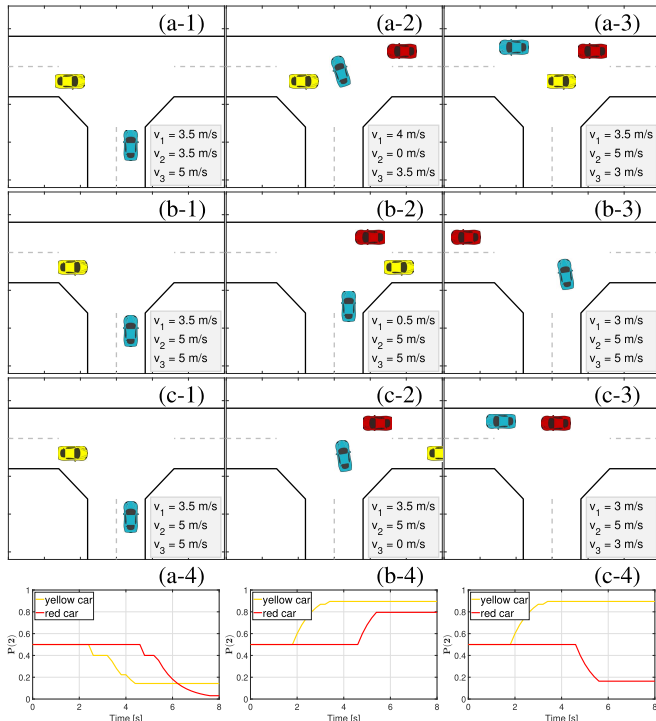 (a-1)
(a-2)
(a-3)
v1 = 3.5 m/s
v2 = 3.5 m/s
v3 = 5 m/s
v1 = 4 m/s
v2 = 0 m/s
v3 = 3.5 m/s
v1 = 3.5 m/s
v2 = 5 m/s
v3 = 3 m/s
(b-1)
(b-2)
(b-3)
v1 = 3.5 m/s
v2 = 5 m/s
v3 = 5 m/s
v1 = 0.5 m/s
v2 = 5 m/s
v3 = 5 m/s
v1 = 3 m/s
v2 = 5 m/s
v3 = 5 m/s
(c-1)
(c-2)
(c-3)
v1 = 3.5 m/s
v2 = 5 m/s
v3 = 5 m/s
v1 = 3.5 m/s
v2 = 5 m/s
v3 = 0 m/s
v1 = 3 m/s
v2 = 5 m/s
v3 = 3 m/s
(a-4)
(b-4)
(c-4)
1
0.8
0.6
0.4
0.2
0
P(2)
yellow car
red car
0 2 4 6 8
Time [s]
1
0.8
0.6
0.4
0.2
0
P(2)
yellow car
red car
0 2 4 6 8
Time [s]
1
0.8
0.6
0.4
0.2
0
P(2)
yellow car
red car
0 2 4 6 8
Time [s]